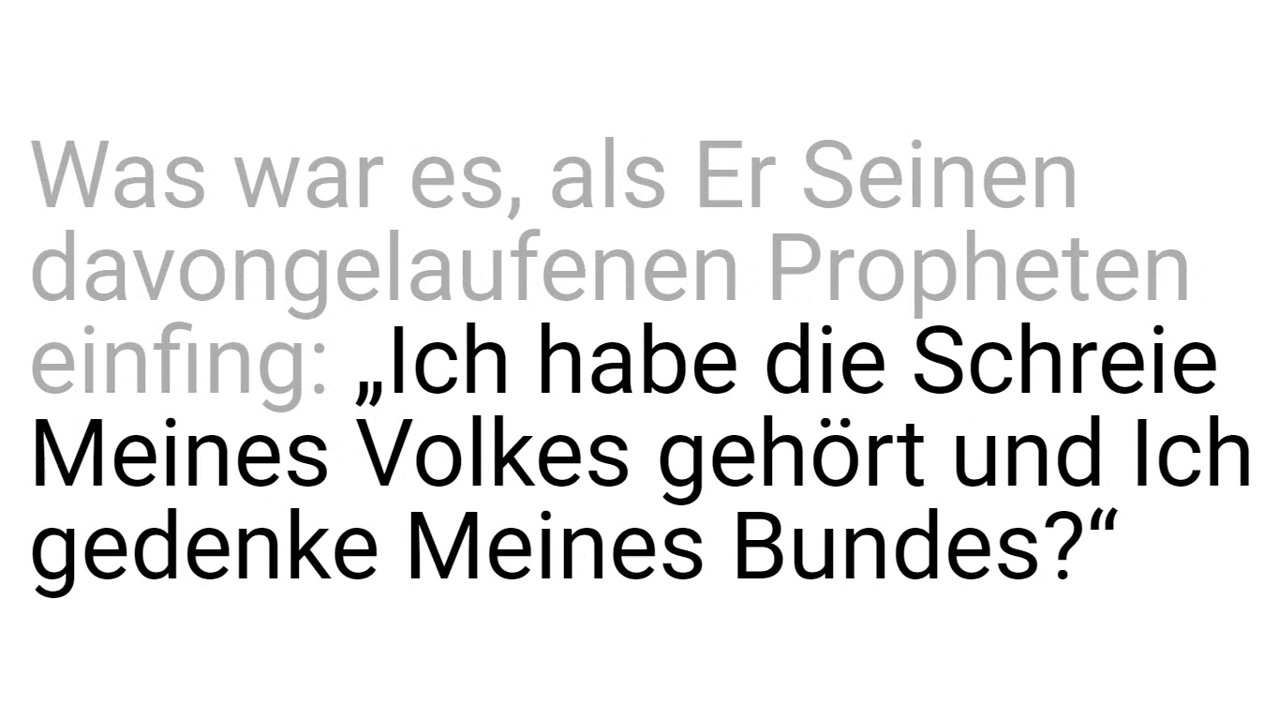 Was war es, als Er Seinen
davongelaufenen Propheten
einfing: „Ich habe die Schreie
Meines Volkes gehört und Ich
gedenke Meines Bundes?“